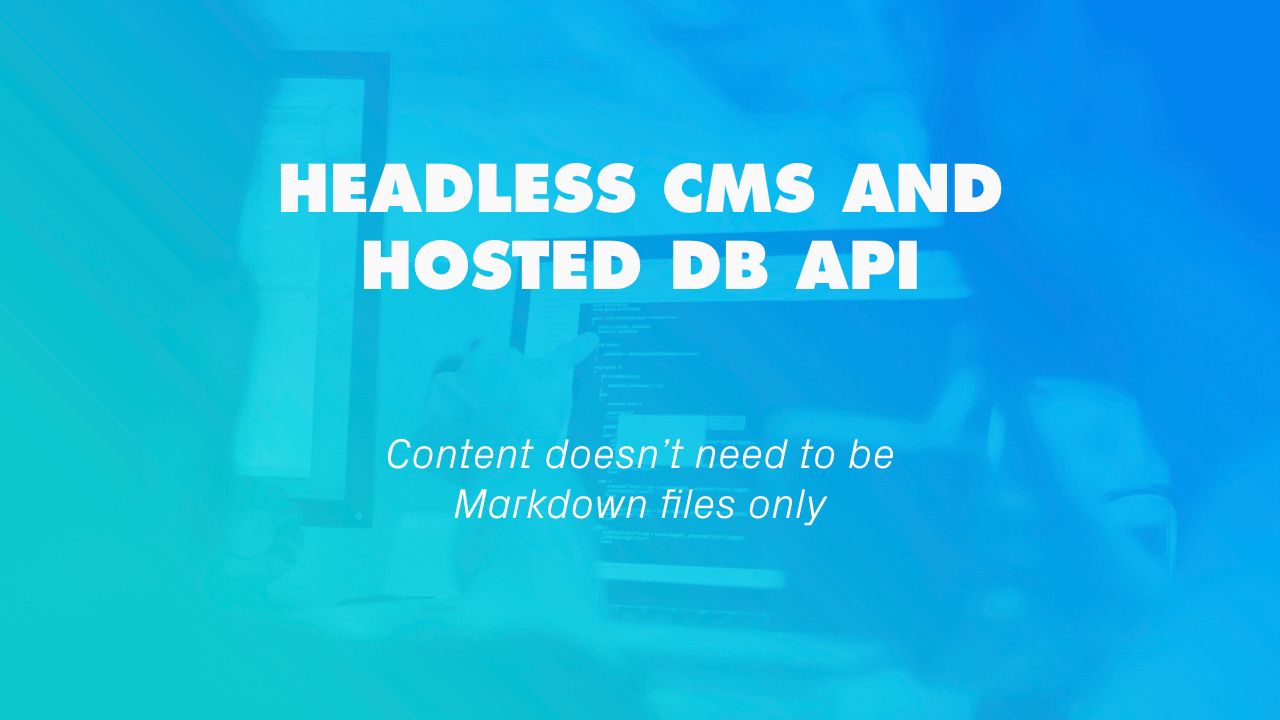 HEADLESS CMS AND
HOSTED DB API
Content doesn’t need to be
Markdown files only